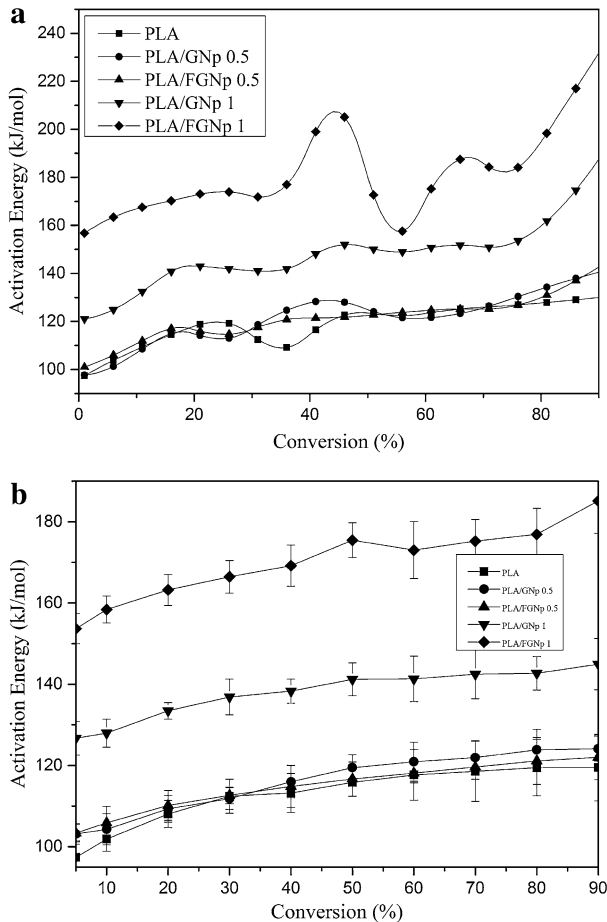 a
240
220
200
180
160
140
120
100
Activation Energy (kJ/mol)
PLA
PLA/GNp 0.5
PLA/FGNp 0.5
PLA/GNp 1
PLA/FGNp 1
0
20
40
60
80
Conversion (%)
b
180
160
140
120
100
Activation Energy (kJ/mol)
PLA
PLA/GNp 0.5
PLA/FGNp 0.5
PLA/GNp 1
PLA/FGNp 1
10
20
30
40
50
60
70
80
90
Conversion (%)